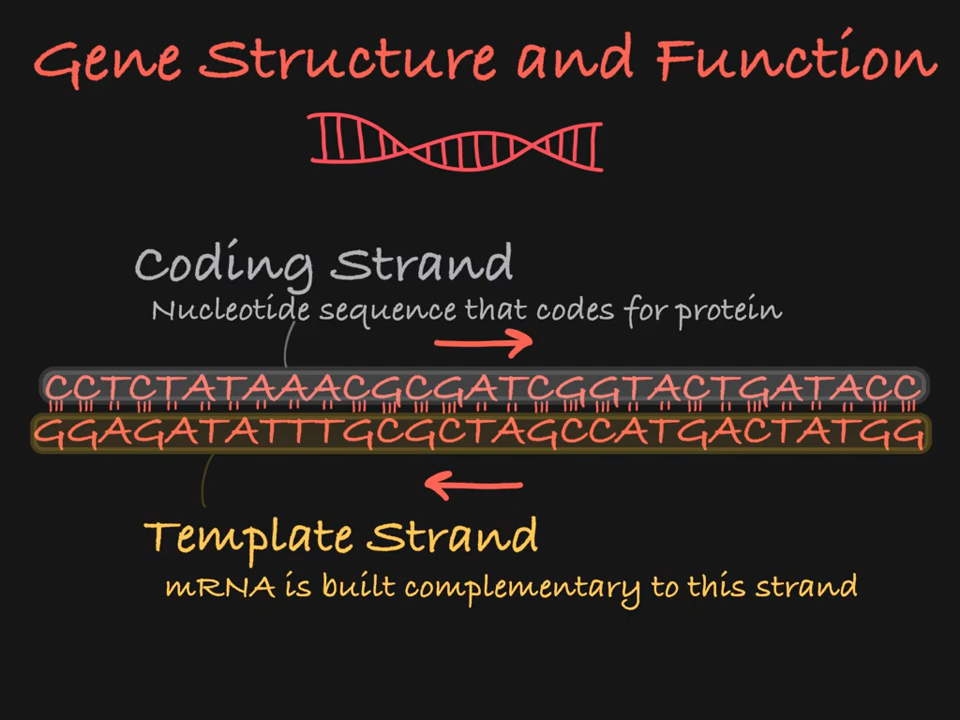 Gene Structure and Function
Coding Strand
Nucleotide sequence that codes for protein
CCTCTATAAACGCGATCGGTACTGATACC
GGAGATATTTGCGCTAGCCATGACTATGG
Template Strand
mRNA is built complementary to this strand